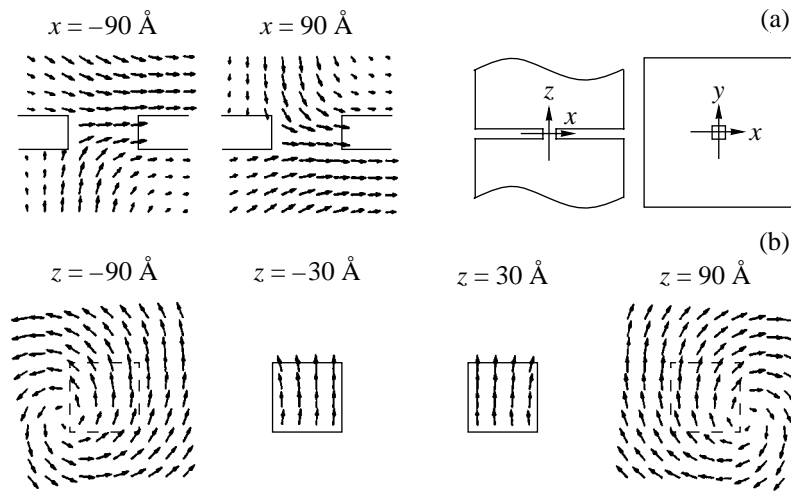 x = –90 Å x = 90 Å (a)
z
x
y
x
(b)
z = –90 Å z = –30 Å z = 30 Å z = 90 Å